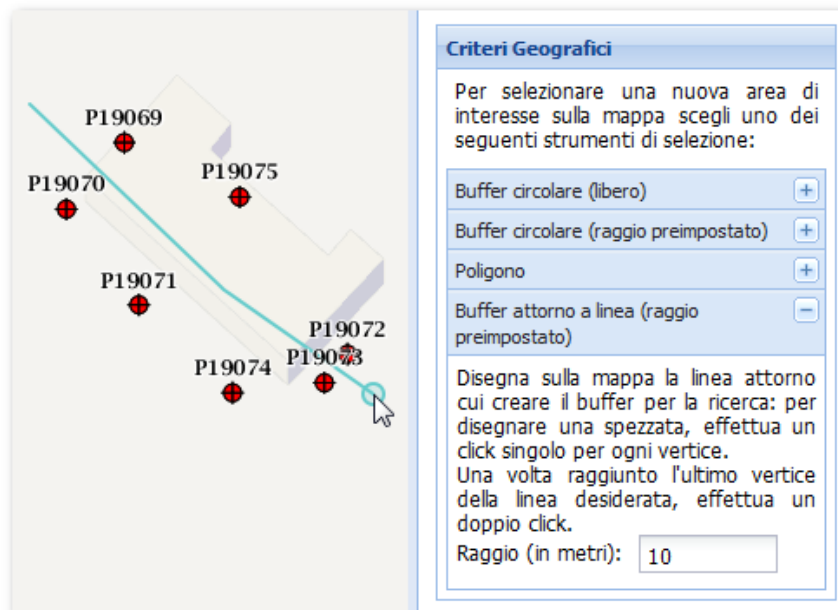 P19069
P19075
P19070
P19071
P19072
P19073
P19074
Criteri Geografici
Per selezionare una nuova area di
interesse sulla mappa scegli uno dei
seguenti strumenti di selezione:
Buffer circolare (libero)
Buffer circolare (raggio preimpostato)
Poligono
Buffer attorno a linea (raggio
preimpostato)
Disegna sulla mappa la linea attorno
cui creare il buffer per la ricerca: per
disegnare una spezzata, effettua un
click singolo per ogni vertice.
Una volta raggiunto l'ultimo vertice
della linea desiderata, effettua un
doppio click.
Raggio (in metri): 10